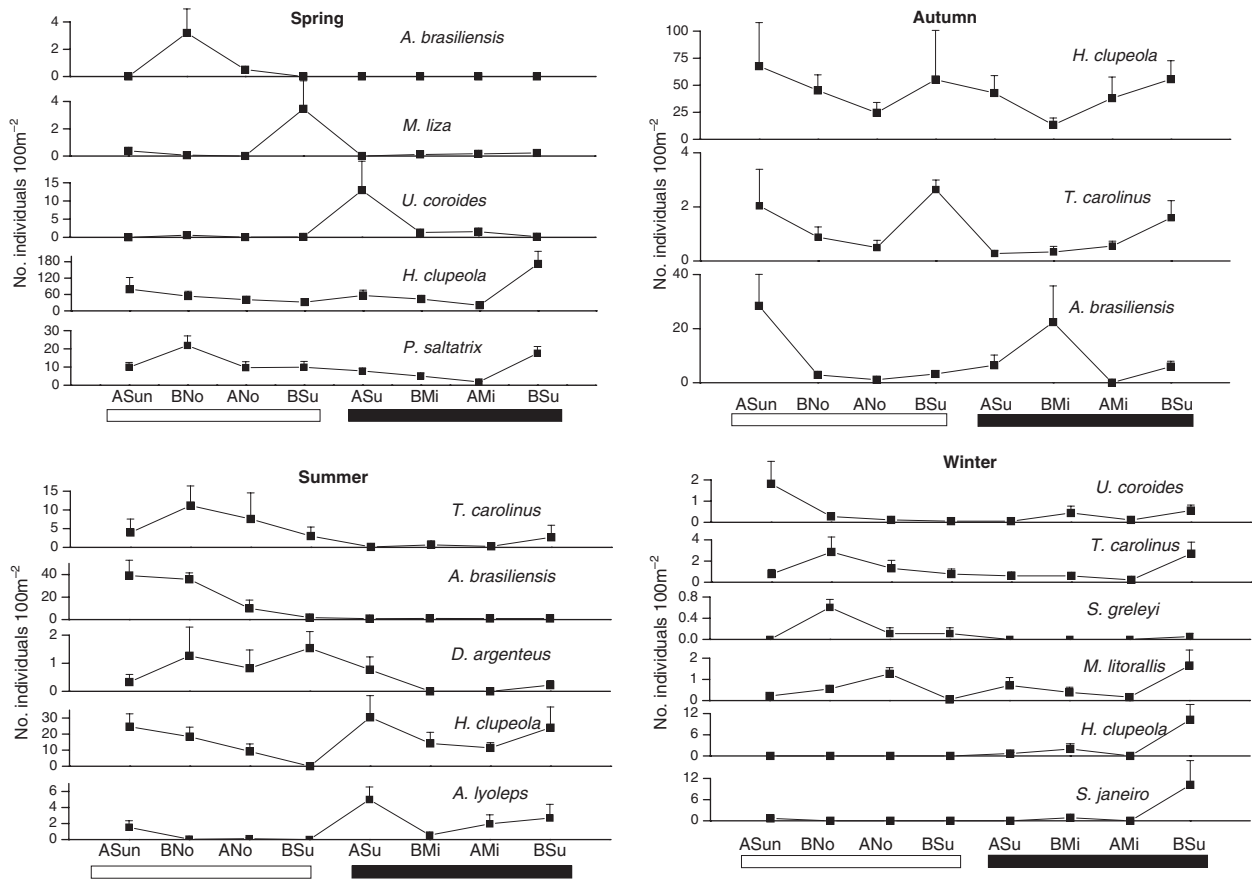 Spring
No. individuals 100m⁻²
4
2
0
A. brasiliensis
4
2
0
M. liza
15
10
5
0
U. coroides
180
120
60
0
H. clupeola
30
20
10
0
P. saltatrix
ASun BNo ANo BSu ASu BMi AMi BSu
Autumn
No. individuals 100m⁻²
100
75
50
25
0
H. clupeola
4
2
0
T. carolinus
40
20
0
A. brasiliensis
ASun BNo ANo BSu ASu BMi AMi BSu
Summer
No. individuals 100m⁻²
15
10
5
0
T. carolinus
40
20
0
A. brasiliensis
2
1
0
D. argenteus
30
20
10
0
H. clupeola
6
4
2
0
A. lyoleps
ASun BNo ANo BSu ASu BMi AMi BSu
Winter
No. individuals 100m⁻²
2
1
0
U. coroides
4
2
0
T. carolinus
0.8
0.4
0.0
S. greleyi
2
1
0
M. litorallis
12
6
0
H. clupeola
12
6
0
S. janeiro
ASun BNo ANo BSu ASu BMi AMi BSu